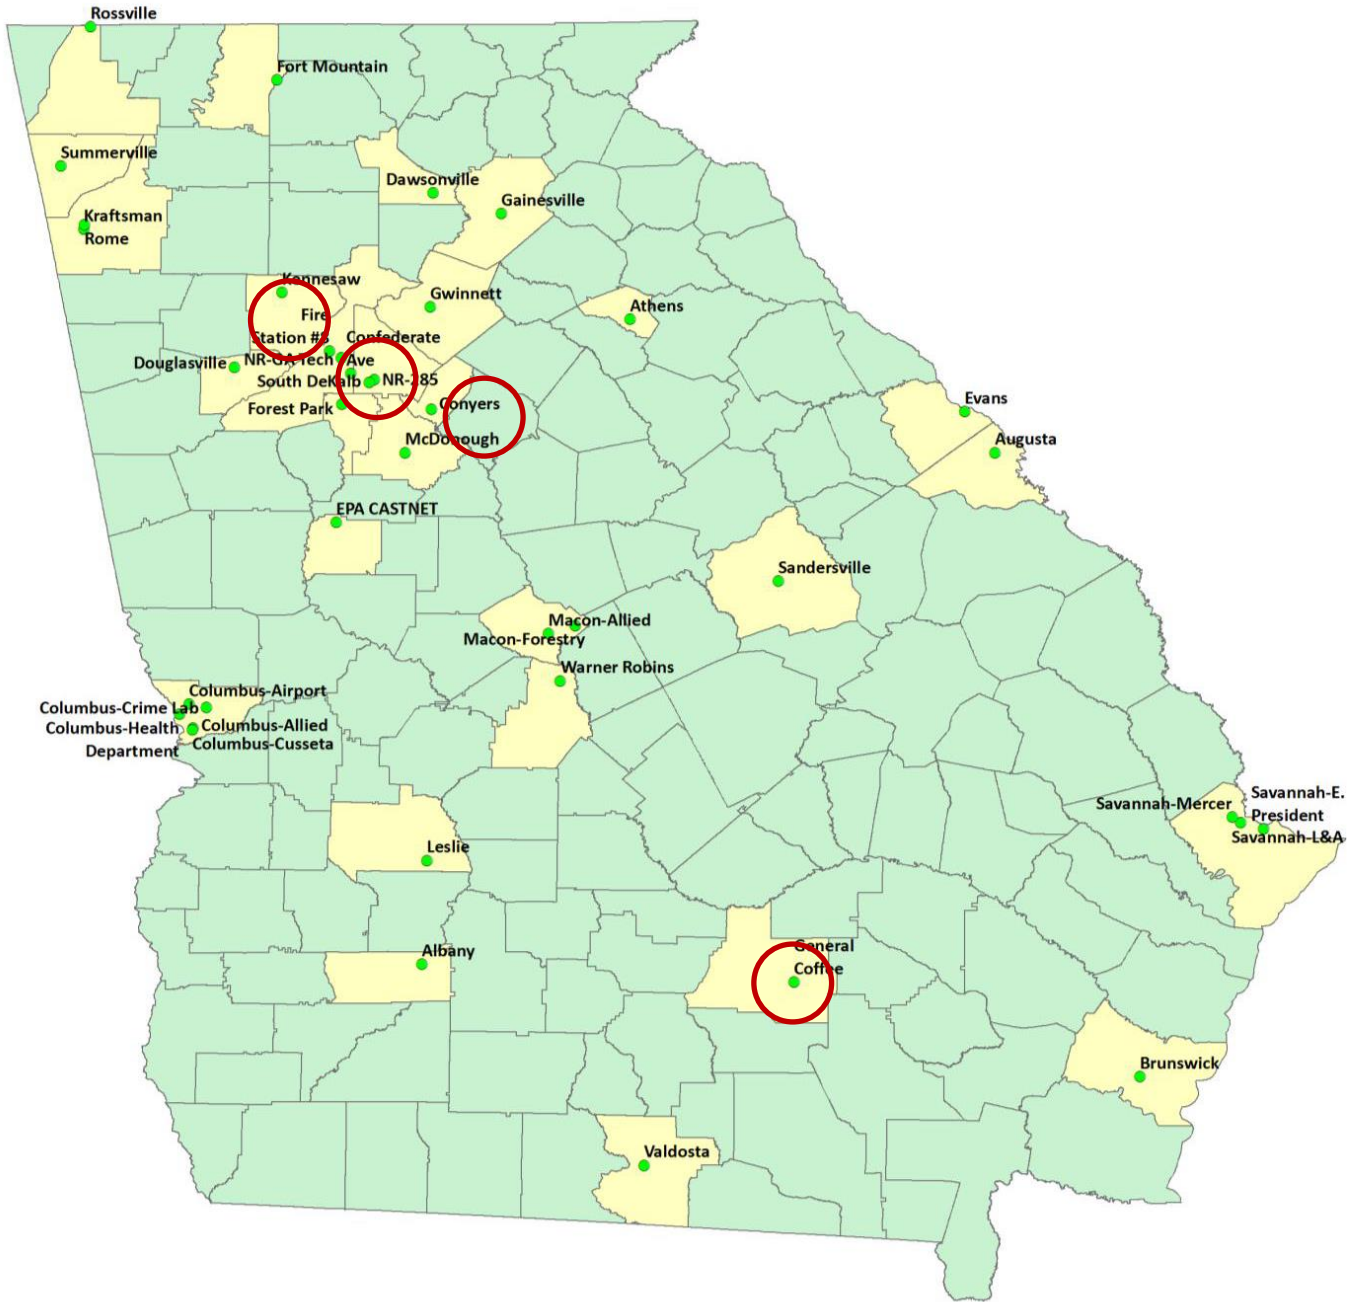 Rossville
Fort Mountain
Summerville
Dawsonville
Gainesville
Kraftsman
Rome
Kennesaw
Gwinnett
Athens
Fire
Station #8
Confederate
Ave
Douglasville
NR-GA Tech
South DeKalb
NR-285
Forest Park
Conyers
McDonough
Evans
Augusta
EPA CASTNET
Sandersville
Macon-Allied
Macon-Forestry
Warner Robins
Columbus-Airport
Columbus-Crime Lab
Columbus-Health
Department
Columbus-Allied
Columbus-Cusseta
Savannah-E.
President
Savannah-Mercer
Savannah-L&A
Leslie
Albany
General
Coffee
Brunswick
Valdosta